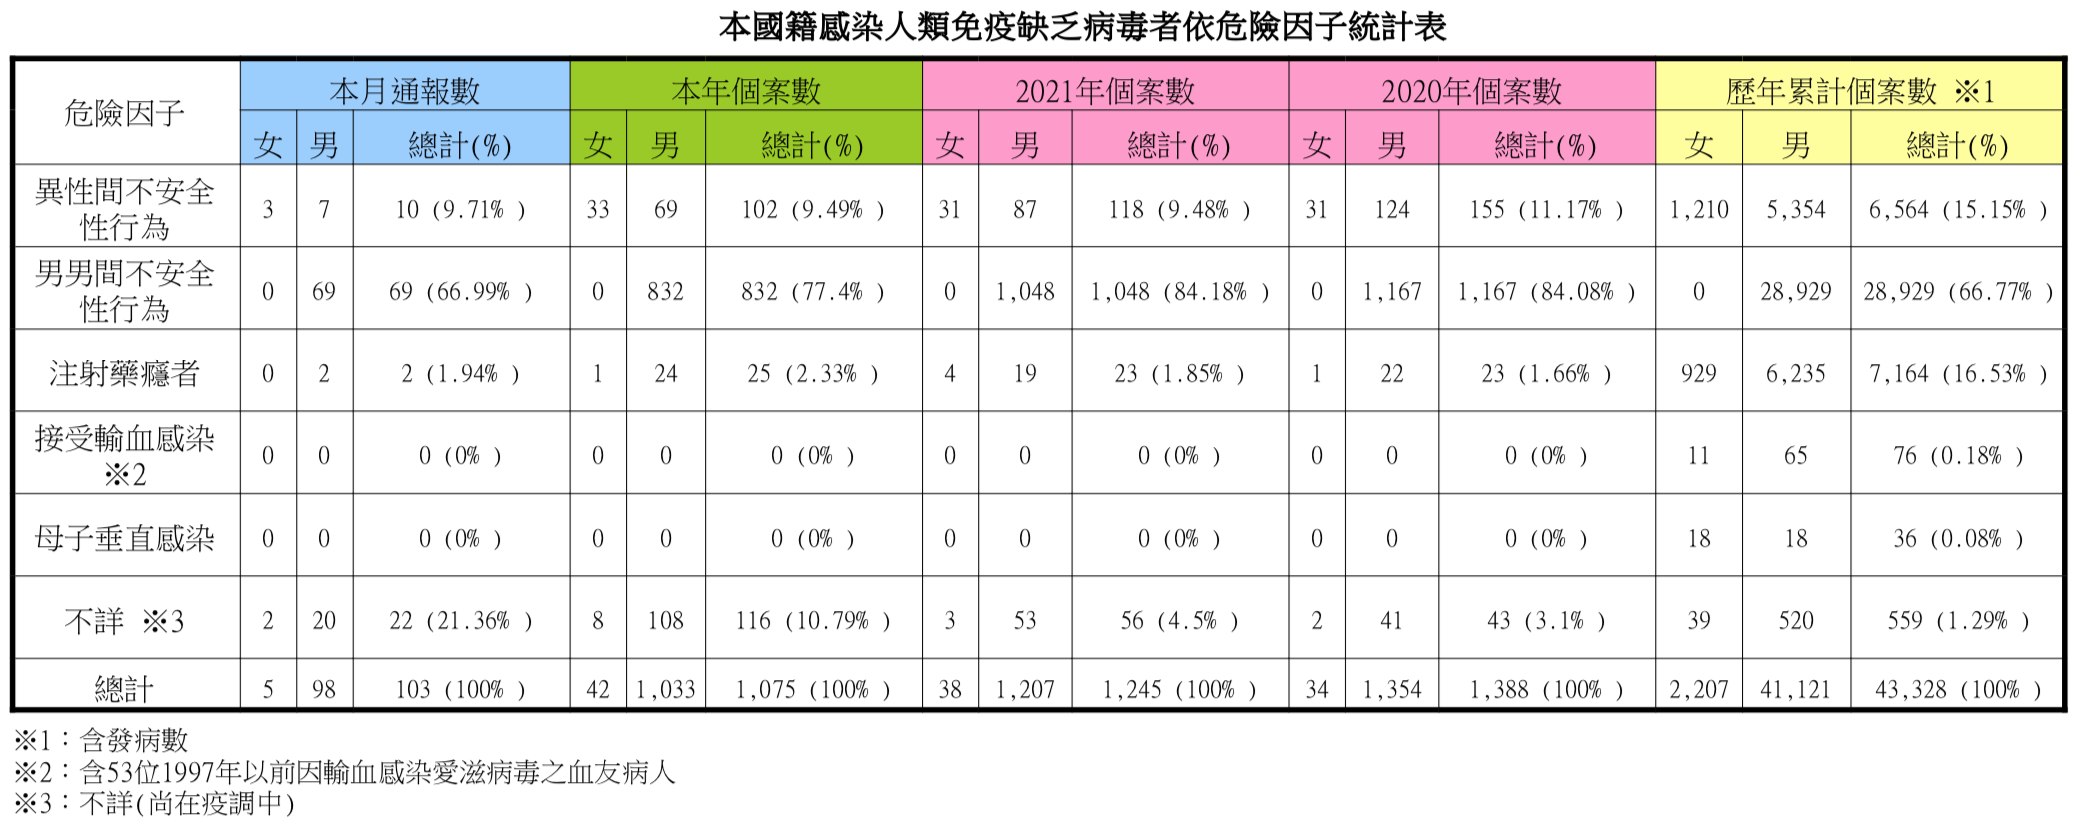 本國籍感染人類免疫缺乏病毒者依危險因子統計表
危險因子 本月通報數 本年個案數 2021年個案數 2020年個案數 歷年累計個案數 ※1
女 男 總計(%) 女 男 總計(%) 女 男 總計(%) 女 男 總計(%) 女 男 總計(%)
異性間不安全
性行為
3 7 10 (9.71% ) 33 69 102 (9.49% ) 31 87 118 (9.48% ) 31 124 155 (11.17% ) 1,210 5,354 6,564 (15.15% )
男男間不安全
性行為
0 69 69 (66.99% ) 0 832 832 (77.4% ) 0 1,048 1,048 (84.18% ) 0 1,167 1,167 (84.08% ) 0 28,929 28,929 (66.77% )
注射藥癮者 0 2 2 (1.94% ) 1 24 25 (2.33% ) 4 19 23 (1.85% ) 1 22 23 (1.66% ) 929 6,235 7,164 (16.53% )
接受輸血感染
※2
0 0 0 (0% ) 0 0 0 (0% ) 0 0 0 (0% ) 0 0 0 (0% ) 11 65 76 (0.18% )
母子垂直感染 0 0 0 (0% ) 0 0 0 (0% ) 0 0 0 (0% ) 0 0 0 (0% ) 18 18 36 (0.08% )
不詳 ※3 2 20 22 (21.36% ) 8 108 116 (10.79% ) 3 53 56 (4.5% ) 2 41 43 (3.1% ) 39 520 559 (1.29% )
總計 5 98 103 (100% ) 42 1,033 1,075 (100% ) 38 1,207 1,245 (100% ) 34 1,354 1,388 (100% ) 2,207 41,121 43,328 (100% )
※1：含發病數
※2：含53位1997年以前因輸血感染愛滋病毒之血友病人
※3：不詳(尚在疫調中)